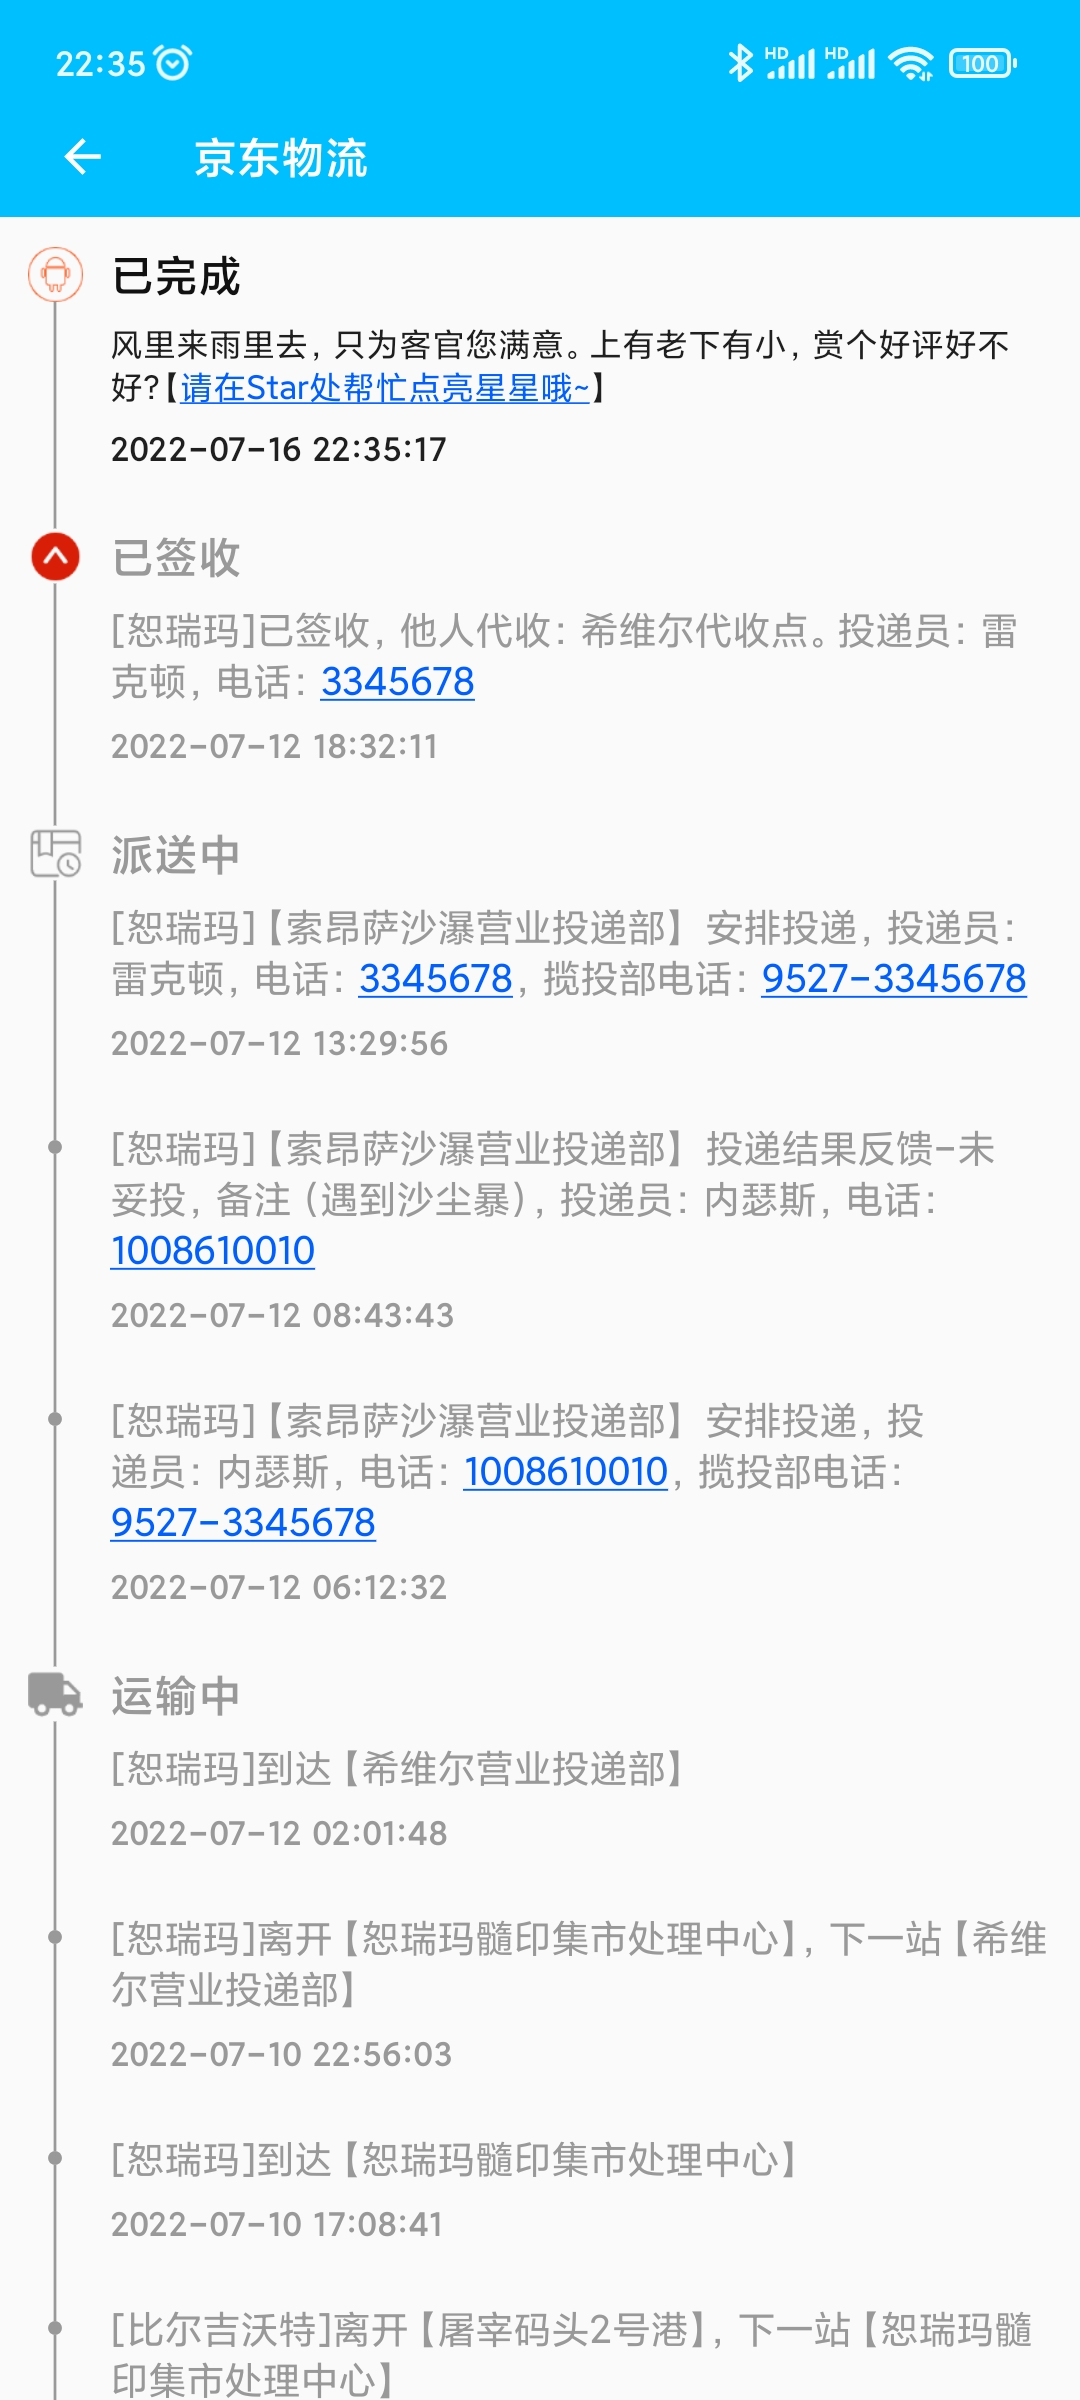 22:35
HD HD 100
京东物流
已完成
风里来雨里去，只为客官您满意。上有老下有小，赏个好评好不
好?【请在Star处帮忙点亮星星哦~】
2022-07-16 22:35:17
已签收
[恕瑞玛]已签收，他人代收：希维尔代收点。投递员：雷
克顿，电话：3345678
2022-07-12 18:32:11
派送中
[恕瑞玛]【索昂萨沙瀑营业投递部】安排投递，投递员：
雷克顿，电话：3345678，揽投部电话：9527-3345678
2022-07-12 13:29:56
[恕瑞玛]【索昂萨沙瀑营业投递部】投递结果反馈-未
妥投，备注（遇到沙尘暴），投递员：内瑟斯，电话：
1008610010
2022-07-12 08:43:43
[恕瑞玛]【索昂萨沙瀑营业投递部】安排投递，投
递员：内瑟斯，电话：1008610010，揽投部电话：
9527-3345678
2022-07-12 06:12:32
运输中
[恕瑞玛]到达【希维尔营业投递部】
2022-07-12 02:01:48
[恕瑞玛]离开【恕瑞玛髓印集市处理中心】，下一站【希维
尔营业投递部】
2022-07-10 22:56:03
[恕瑞玛]到达【恕瑞玛髓印集市处理中心】
2022-07-10 17:08:41
[比尔吉沃特]离开【屠宰码头2号港】，下一站【恕瑞玛髓
印集市处理中心】